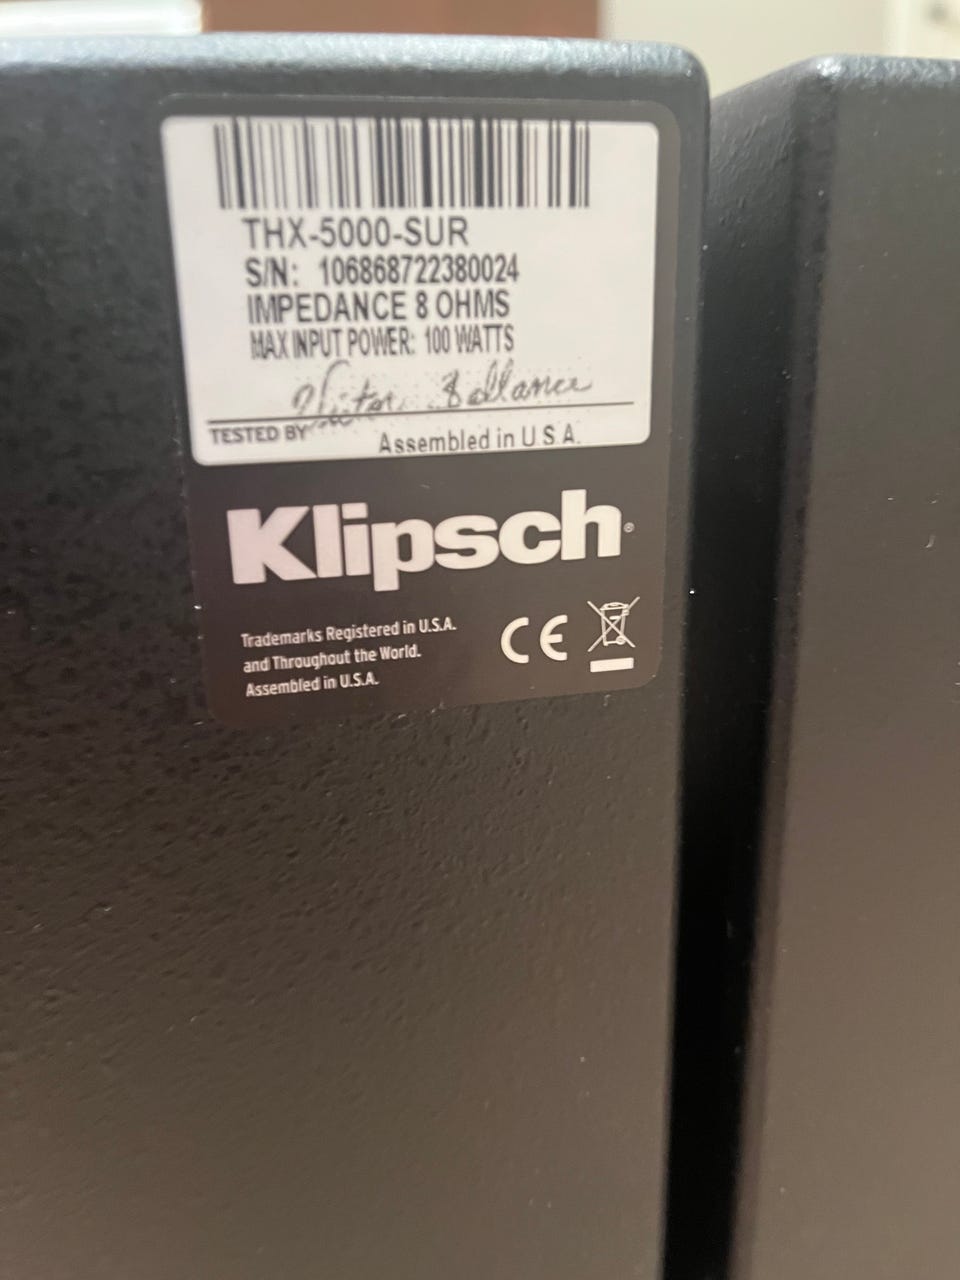 THX-5000-SUR
S/N: 106868722380024
IMPEDANCE 8 OHMS
MAX INPUT POWER: 100 WATTS
Ballance
TESTED BY
Assembled in U.S.A.
Klipsch®
Trademarks Registered in U.S.A.
and Throughout the World.
Assembled in U.S.A.
CE